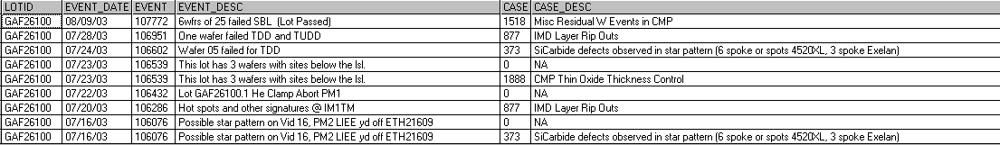 LOTID EVENT_DATE EVENT EVENT_DESC CASE CASE_DESC
GAF26100 08/09/03 107772 6wfrs of 25 failed SBL (Lot Passed) 1518 Misc Residual W Events in CMP
GAF26100 07/28/03 106951 One wafer failed TDD and TUDD 877 IMD Layer Rip Outs
GAF26100 07/24/03 106602 Wafer 05 failed for TDD 373 SiCarbide defects observed in star pattern (6 spoke or spots 4520XL, 3 spoke Exelan)
GAF26100 07/23/03 106539 This lot has 3 wafers with sites below the lsl. 0 NA
GAF26100 07/23/03 106539 This lot has 3 wafers with sites below the lsl. 1888 CMP Thin Oxide Thickness Control
GAF26100 07/22/03 106432 Lot GAF26100.1 He Clamp Abort PM1 0 NA
GAF26100 07/20/03 106286 Hot spots and other signatures @ IM1TM 877 IMD Layer Rip Outs
GAF26100 07/16/03 106076 Possible star pattern on Vid 16, PM2 LIEE yd off ETH21609 0 NA
GAF26100 07/16/03 106076 Possible star pattern on Vid 16, PM2 LIEE yd off ETH21609 373 SiCarbide defects observed in star pattern (6 spoke or spots 4520XL, 3 spoke Exelan)